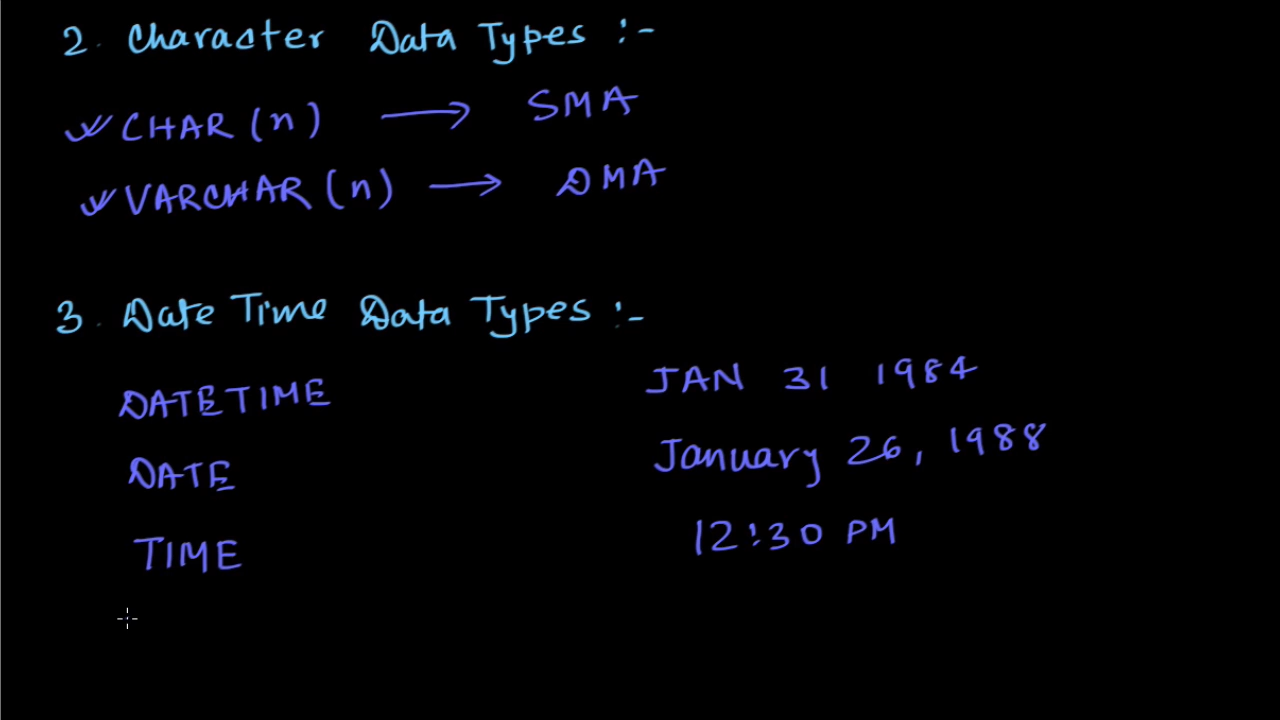 2. Character Data Types :-
CHAR (n) → SMA
VARCHAR (n) → DMA
3. Date Time Data Types :-
DATETIME JAN 31 1984
DATE January 26, 1988
TIME 12:30 PM